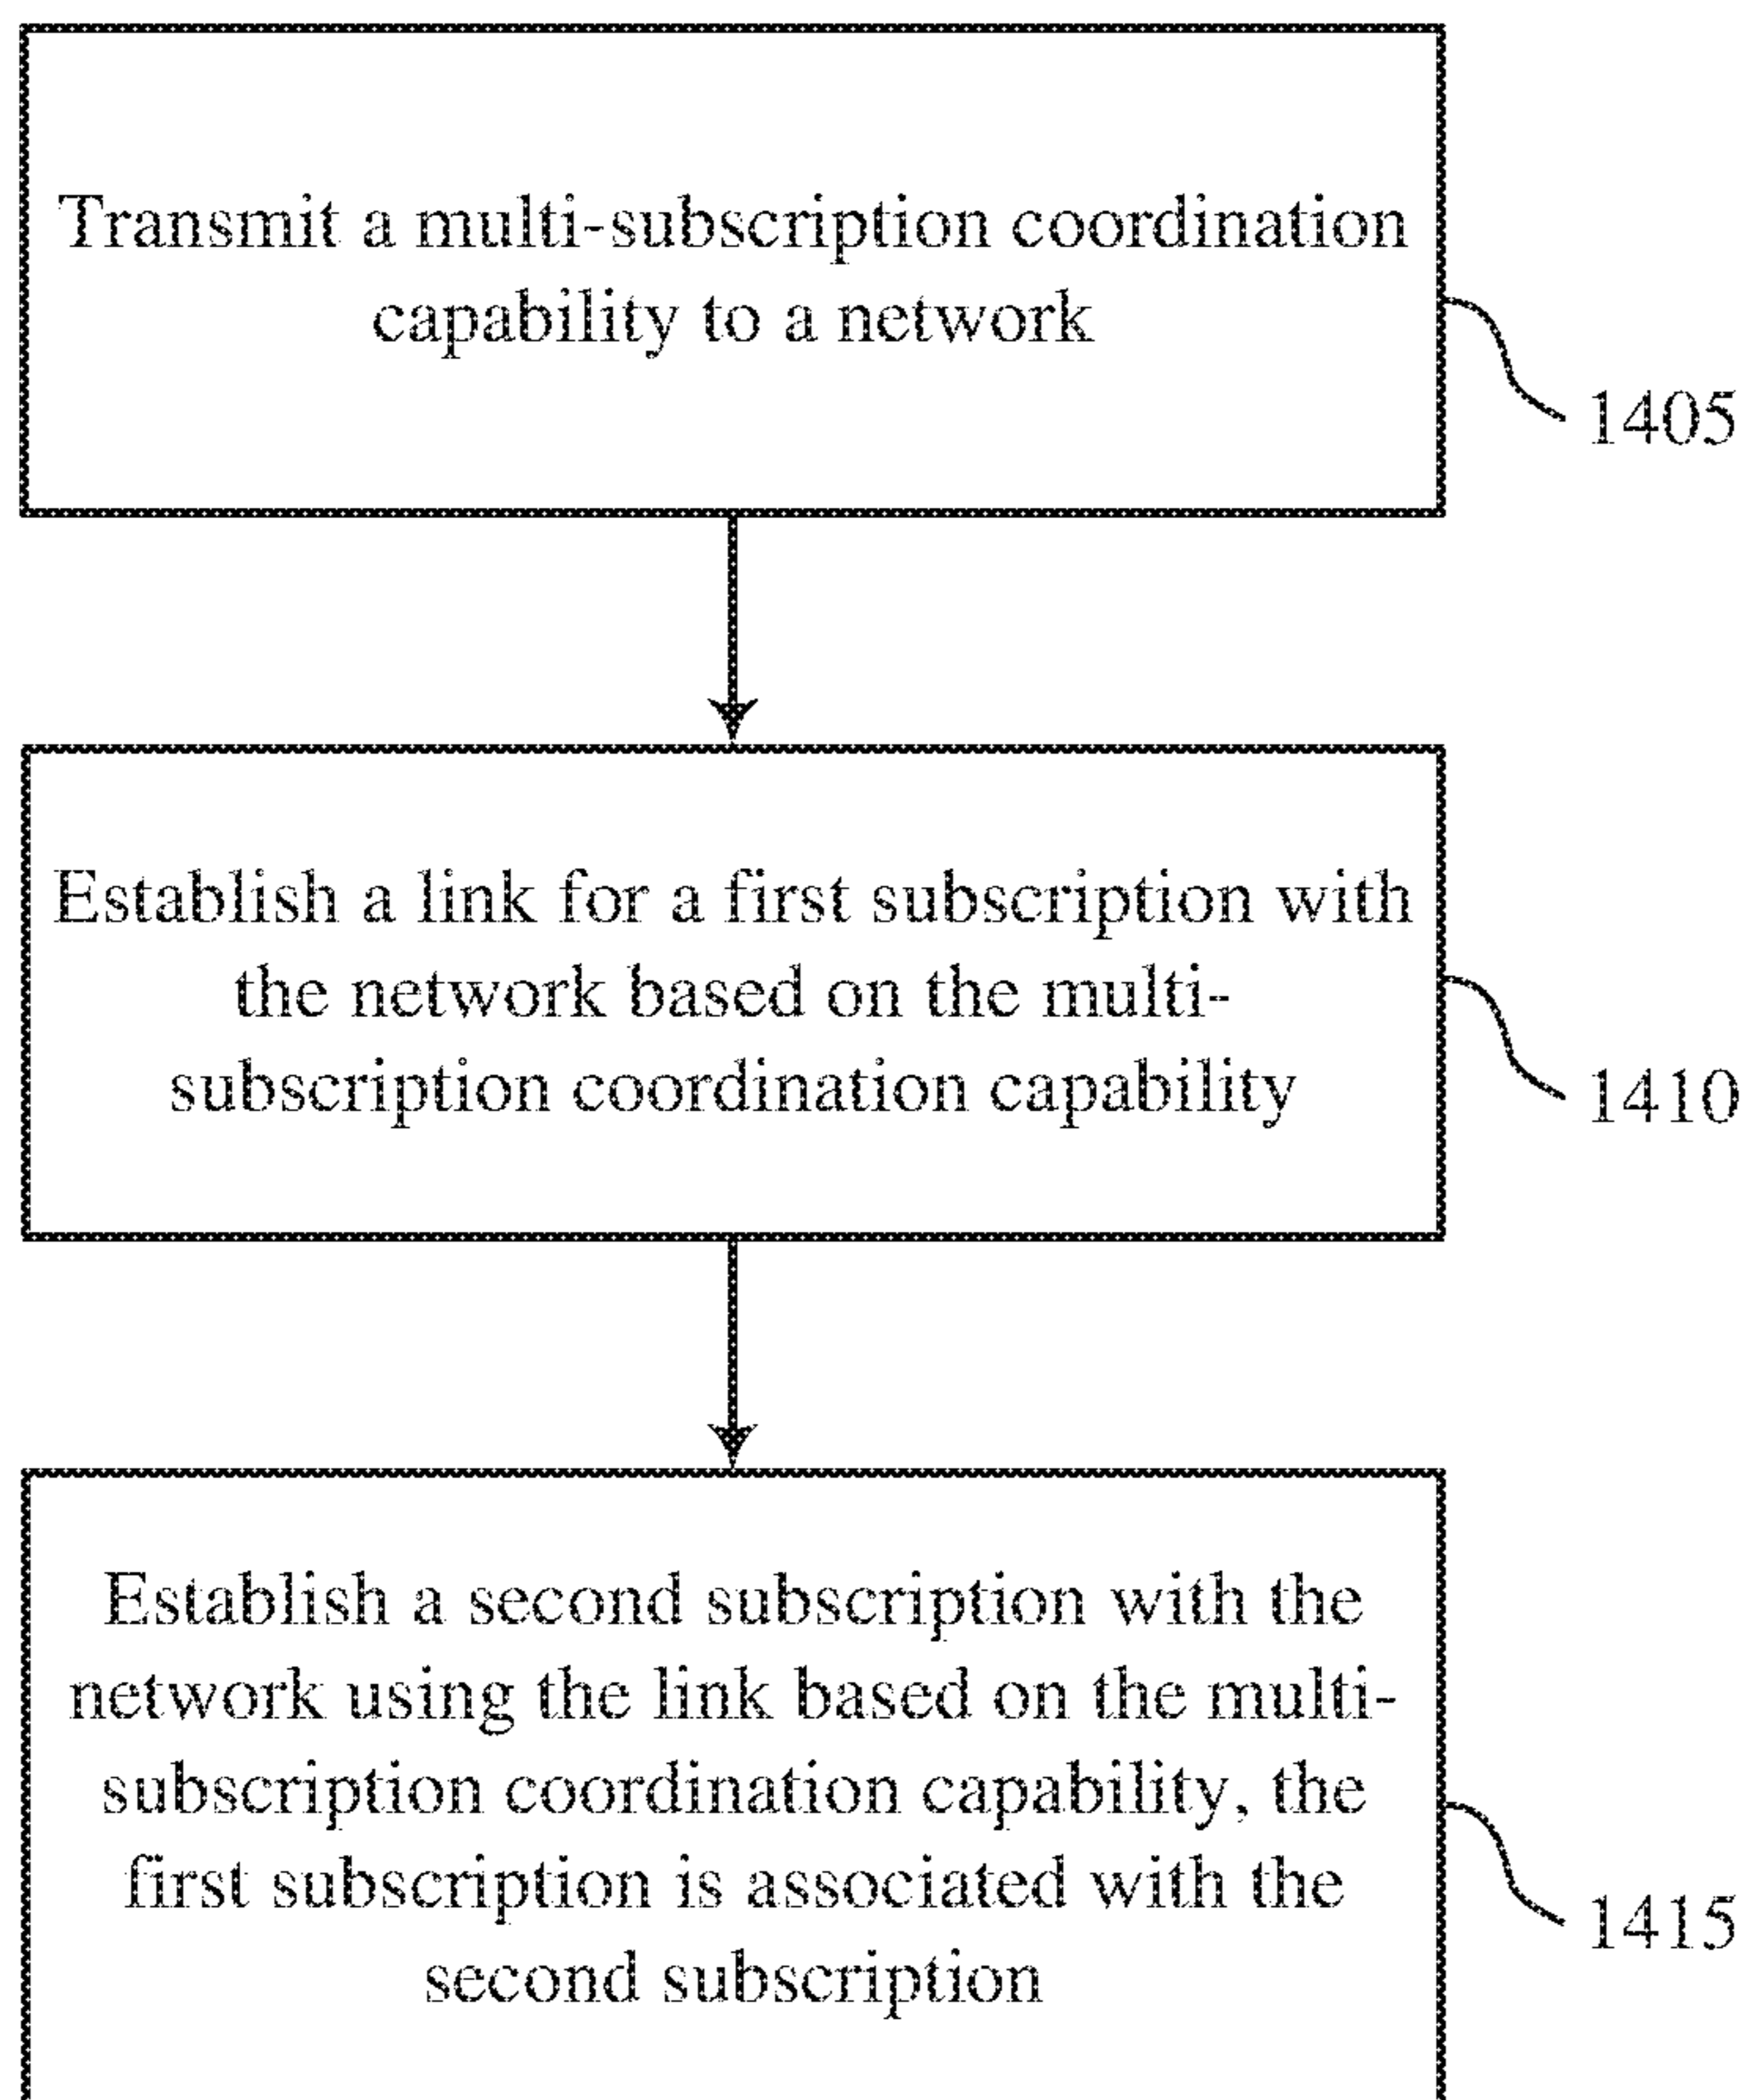 Transmit a multi-subscription coordination
capability to a network
1405
Establish a link for a first subscription with
the network based on the multi-
subscription coordination capability
1410
Establish a second subscription with the
network using the link based on the multi-
subscription coordination capability, the
first subscription is associated with the
second subscription
1415